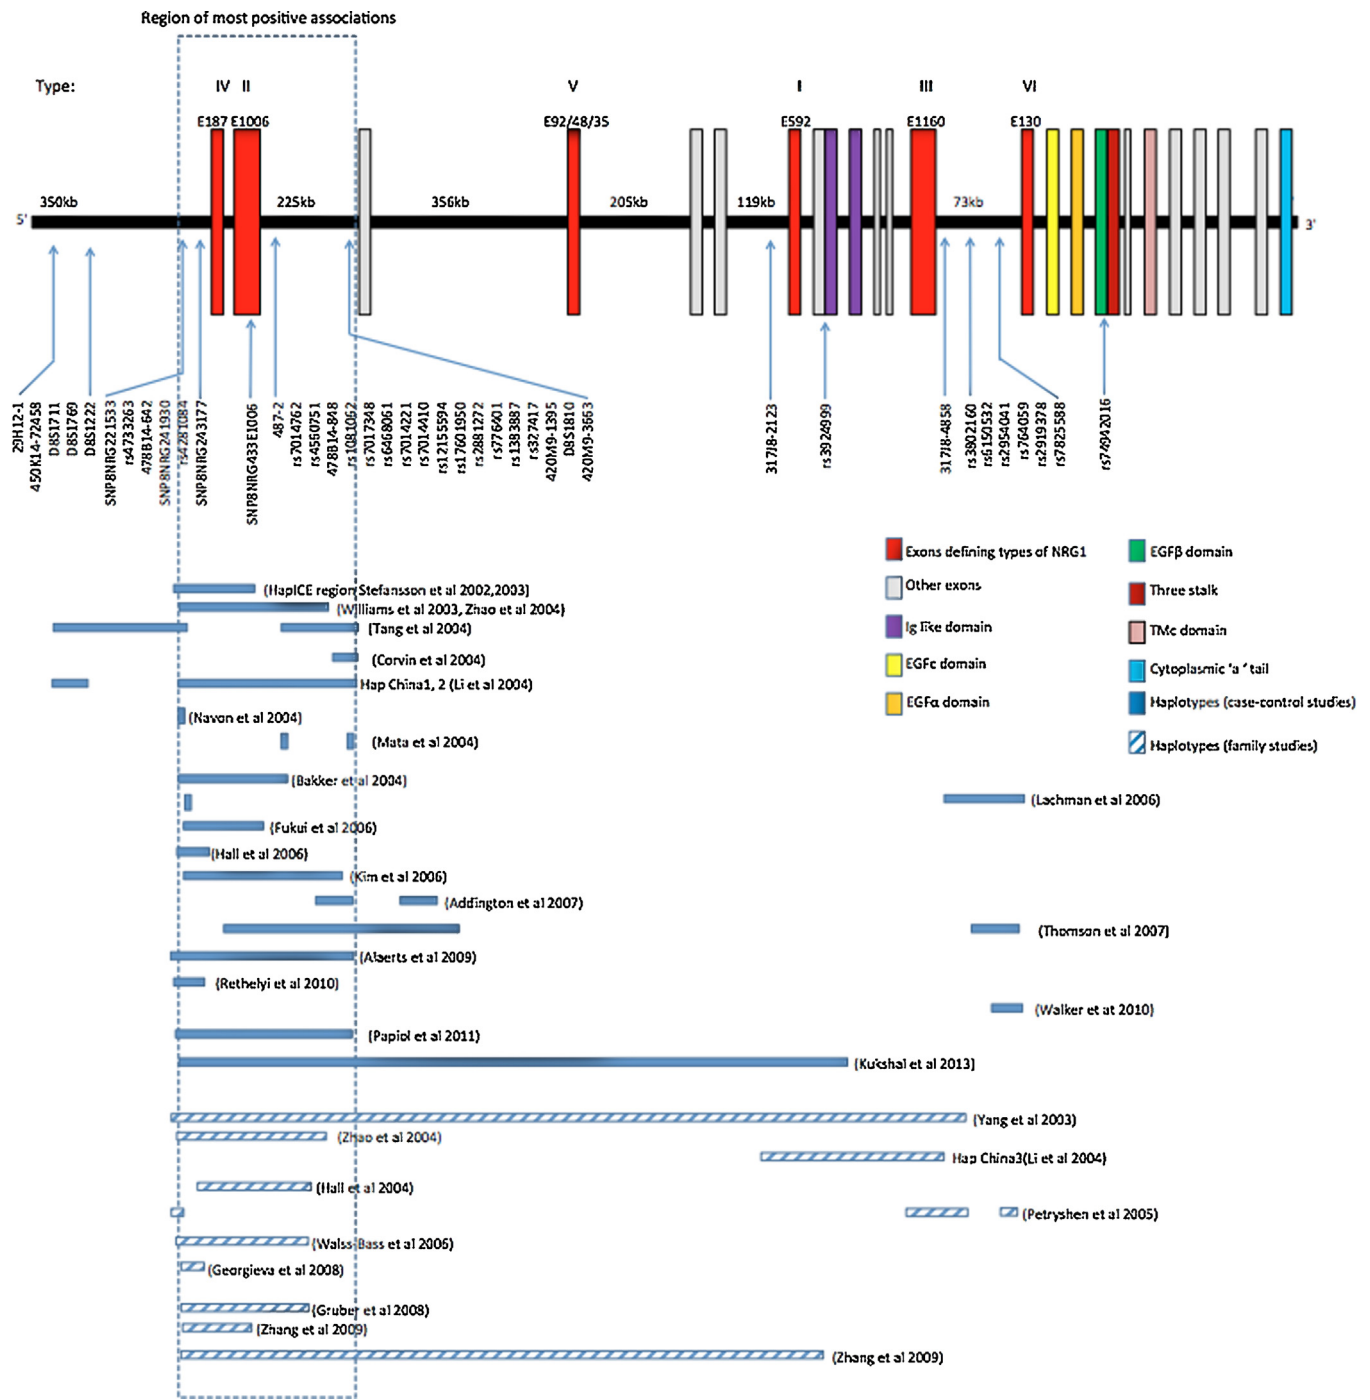 Region of most positive associations
Type: IV II V I III VI
E187 E1006 E92/48/35 E592 E1160 E130
350kb 225kb 356kb 205kb 119kb 73kb
5' 3'
29H12-1
450K14-72458
D8S1711
D8S1769
D8S1222
SNP8NRG221533
rs4733263
478B14-642
SNP8NRG241930
rs4281084
SNP8NRG243177
SNP8NRG433E1006
487-2
rs7014762
rs4560751
478B14-848
rs1081062
rs7017348
rs6468061
rs7014221
rs7014410
rs12155594
rs17601950
rs2881272
rs776401
rs1383887
rs327417
420M9-1395
D8S1810
420M9-3663
317J8-2123
rs3924999
317J8-4858
rs3802160
rs6150532
rs2954041
rs764059
rs2919378
rs7825588
rs74942016
Exons defining types of NRG1
Other exons
Ig like domain
EGFc domain
EGFα domain
EGFβ domain
Three stalk
TMc domain
Cytoplasmic 'a' tail
Haplotypes (case-control studies)
Haplotypes (family studies)
(HapICE region Stefansson et al 2002,2003]
(Williams et al 2003, Zhao et al 2004)
[Tang et al 2004)
(Corvin et al 2004)
Hap China1, 2 (Li et al 2004)
(Navon et al 2004)
(Mata et al 2004)
(Bakker et al 2004)
(Lachman et al 2006)
(Fukui et al 2006)
(Hall et al 2006)
(Kim et al 2006)
(Addington et al 2007)
(Thomson et al 2007]
(Alaerts et al 2009)
(Rethelyi et al 2010)
(Walker et at 2010)
(Papiol et al 2011)
(Kukshal et al 2013]
(Yang et al 2003)
(Zhao et al 2004)
Hap China3(Li et al 2004)
(Hall et al 2004)
(Petryshen et al 2005)
(Walss-Bass et al 2006)
(Georgieva et al 2008)
(Gruber et al 2008)
(Zhang et al 2009)
(Zhang et al 2009)